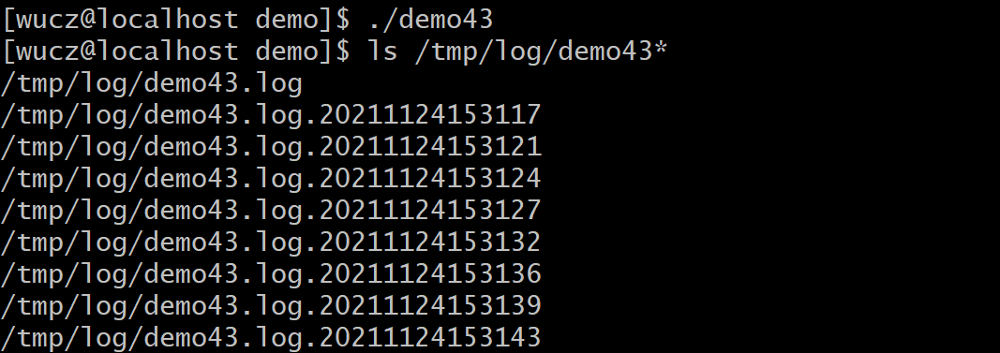 [wucz@localhost demo]$ ./demo43
[wucz@localhost demo]$ ls /tmp/log/demo43*
/tmp/log/demo43.log
/tmp/log/demo43.log.20211124153117
/tmp/log/demo43.log.20211124153121
/tmp/log/demo43.log.20211124153124
/tmp/log/demo43.log.20211124153127
/tmp/log/demo43.log.20211124153132
/tmp/log/demo43.log.20211124153136
/tmp/log/demo43.log.20211124153139
/tmp/log/demo43.log.20211124153143